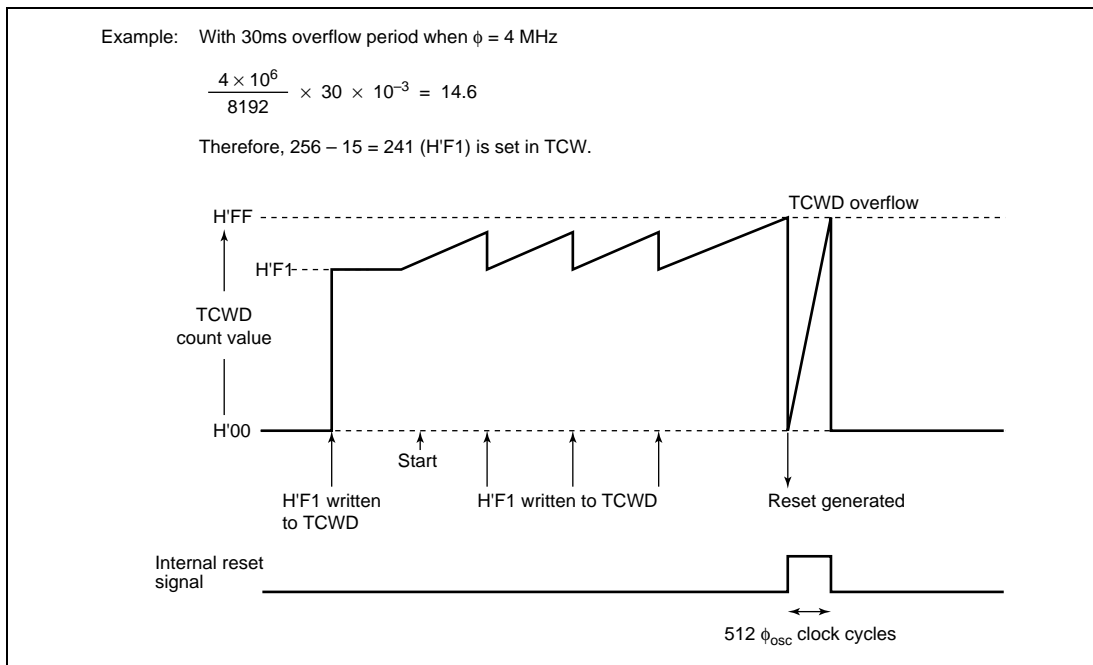 Example: With 30ms overflow period when ϕ = 4 MHz
4 × 10⁶
8192
× 30 × 10⁻³ = 14.6
Therefore, 256 – 15 = 241 (H'F1) is set in TCW.
TCWD overflow
H'FF
H'F1
TCWD
count value
H'00
Start
H'F1 written
to TCWD
H'F1 written to TCWD
Reset generated
Internal reset
signal
512 ϕosc clock cycles